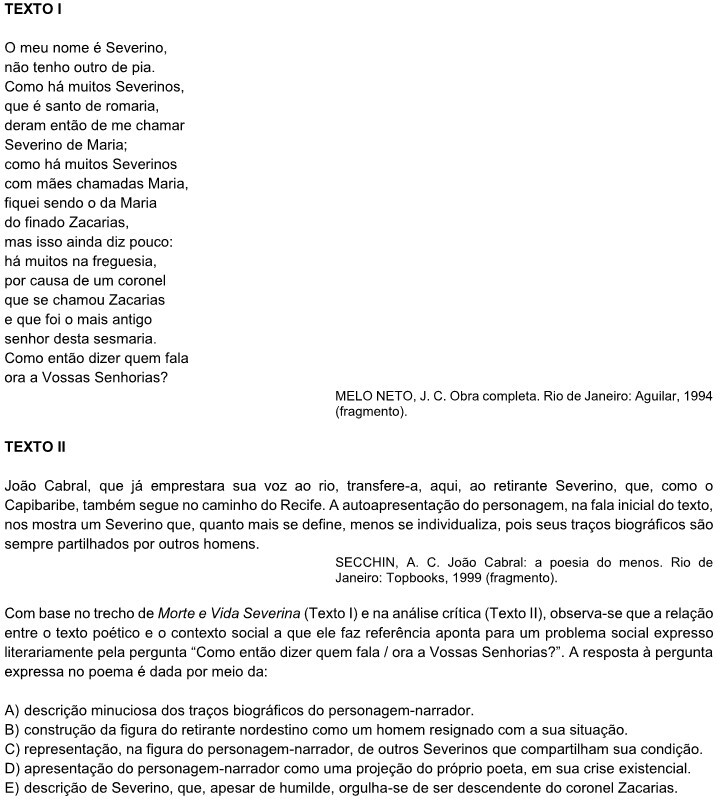 TEXTO I
O meu nome é Severino,
não tenho outro de pia.
Como há muitos Severinos,
que é santo de romaria,
deram então de me chamar
Severino de Maria;
como há muitos Severinos
com mães chamadas Maria,
fiquei sendo o da Maria
do finado Zacarias,
mas isso ainda diz pouco:
há muitos na freguesia,
por causa de um coronel
que se chamou Zacarias
e que foi o mais antigo
senhor desta sesmaria.
Como então dizer quem fala
ora a Vossas Senhorias?
MELO NETO, J. C. Obra completa. Rio de Janeiro: Aguilar, 1994
(fragmento).
TEXTO II
João Cabral, que já emprestara sua voz ao rio, transfere-a, aqui, ao retirante Severino, que, como o
Capibaribe, também segue no caminho do Recife. A autoapresentação do personagem, na fala inicial do texto,
nos mostra um Severino que, quanto mais se define, menos se individualiza, pois seus traços biográficos são
sempre partilhados por outros homens.
SECCHIN, A. C. João Cabral: a poesia do menos. Rio de
Janeiro: Topbooks, 1999 (fragmento).
Com base no trecho de Morte e Vida Severina (Texto I) e na análise crítica (Texto II), observa-se que a relação
entre o texto poético e o contexto social a que ele faz referência aponta para um problema social expresso
literariamente pela pergunta “Como então dizer quem fala / ora a Vossas Senhorias?”. A resposta à pergunta
expressa no poema é dada por meio da:
A) descrição minuciosa dos traços biográficos do personagem-narrador.
B) construção da figura do retirante nordestino como um homem resignado com a sua situação.
C) representação, na figura do personagem-narrador, de outros Severinos que compartilham sua condição.
D) apresentação do personagem-narrador como uma projeção do próprio poeta, em sua crise existencial.
E) descrição de Severino, que, apesar de humilde, orgulha-se de ser descendente do coronel Zacarias.